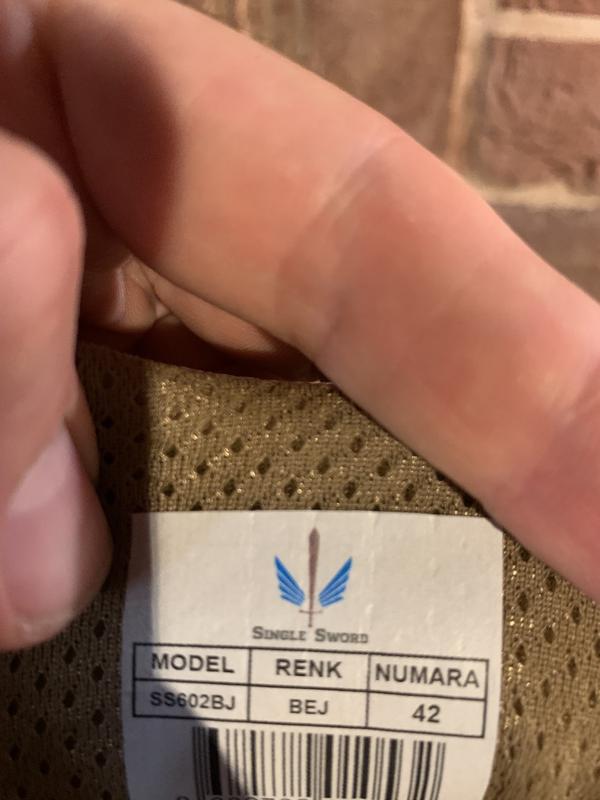 SINGLE SWORD
MODEL RENK NUMARA
SS602BJ BEJ 42